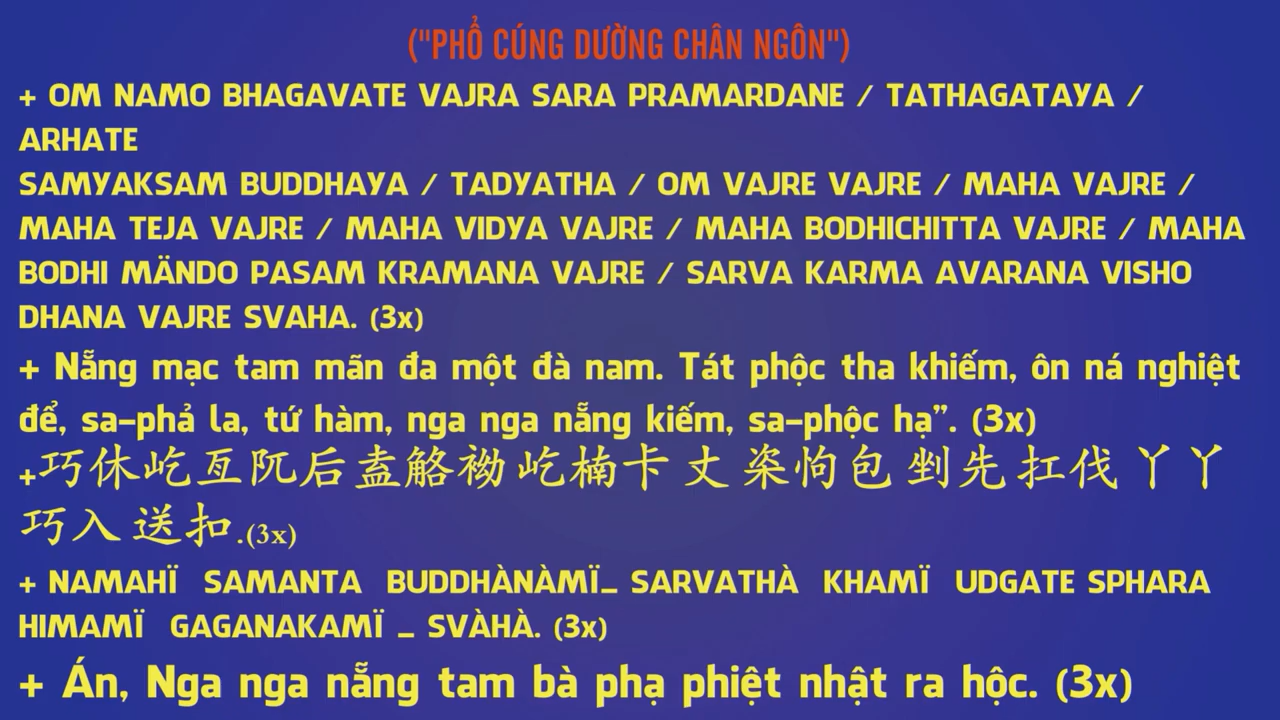 ("PHỔ CÚNG DƯỜNG CHÂN NGÔN")
+ OM NAMO BHAGAVATE VAJRA SARA PRAMARDANE / TATHAGATAYA /
ARHATE
SAMYAKSAM BUDDHAYA / TADYATHA / OM VAJRE VAJRE / MAHA VAJRE /
MAHA TEJA VAJRE / MAHA VIDYA VAJRE / MAHA BODHICHITTA VAJRE / MAHA
BODHI MÄNDO PASAM KRAMANA VAJRE / SARVA KARMA AVARANA VISHO
DHANA VAJRE SVAHA. (3x)
+ Nẵng mạc tam mãn đa một đà nam. Tát phộc tha khiếm, ôn ná nghiệt
để, sa-phả la, tứ hàm, nga nga nẵng kiếm, sa-phộc hạ”. (3x)
+巧休屹亙阢后盍觡袎 屹楠卡 丈 栥怐包 剉先 扛伐 丫丫
巧入 送扣.(3x)
+ NAMAHÏ SAMANTA BUDDHÀNÀMÏ_ SARVATHÀ KHAMÏ UDGATE SPHARA
HIMAMÏ GAGANAKAMÏ _ SVÀHÀ. (3x)
+ Án, Nga nga nẵng tam bà phạ phiệt nhật ra hộc. (3x)